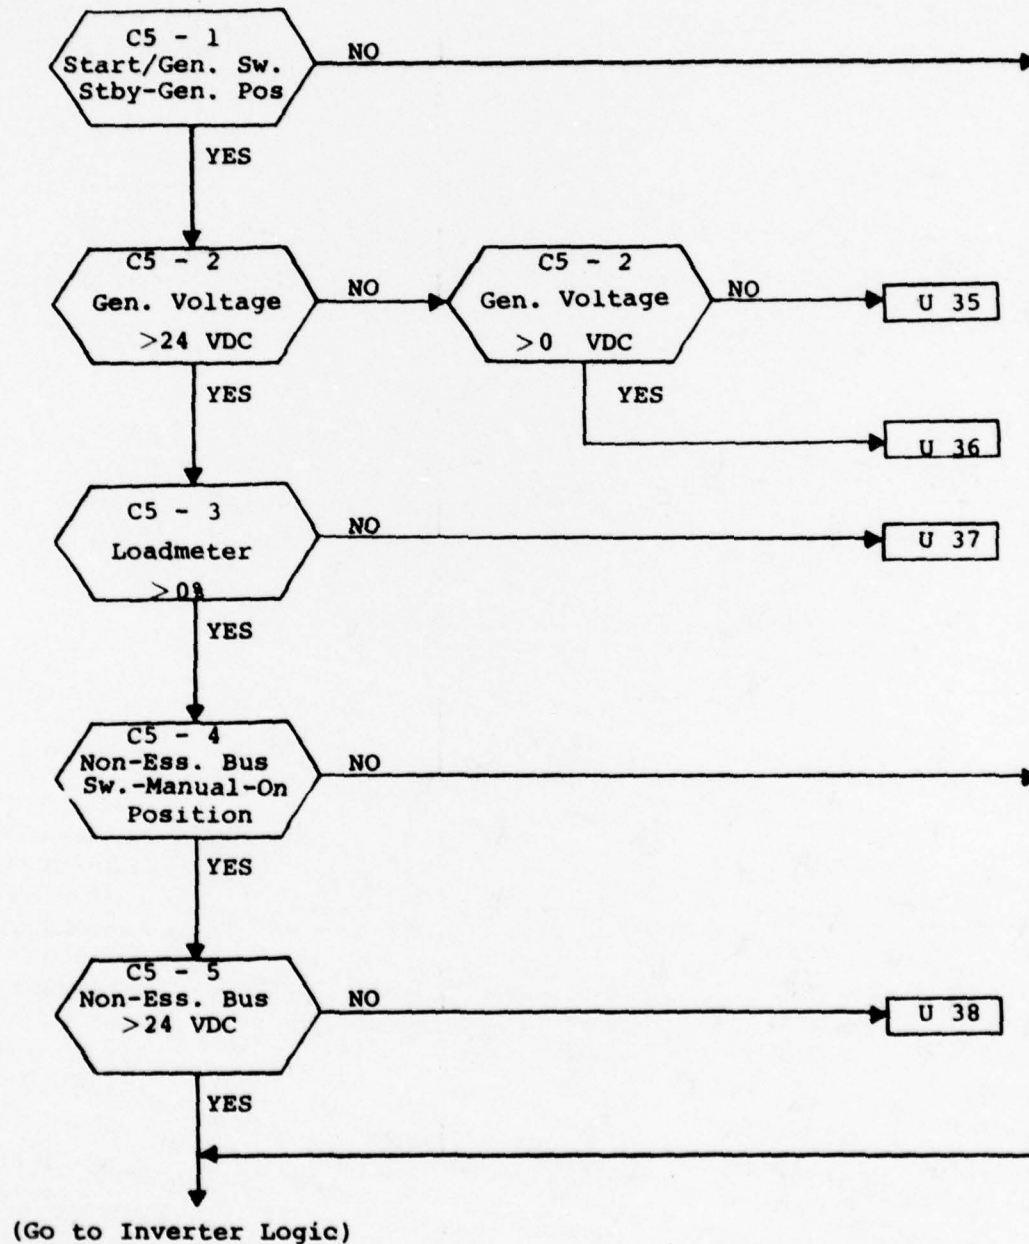 C5 - 1
Start/Gen. Sw.
Stby-Gen. Pos
NO
YES
C5 - 2
Gen. Voltage
>24 VDC
NO
C5 - 2
Gen. Voltage
>0 VDC
NO
U 35
YES
YES
U 36
C5 - 3
Loadmeter
>0%
NO
U 37
YES
C5 - 4
Non-Ess. Bus
Sw.-Manual-On
Position
NO
YES
C5 - 5
Non-Ess. Bus
>24 VDC
NO
U 38
YES
(Go to Inverter Logic)